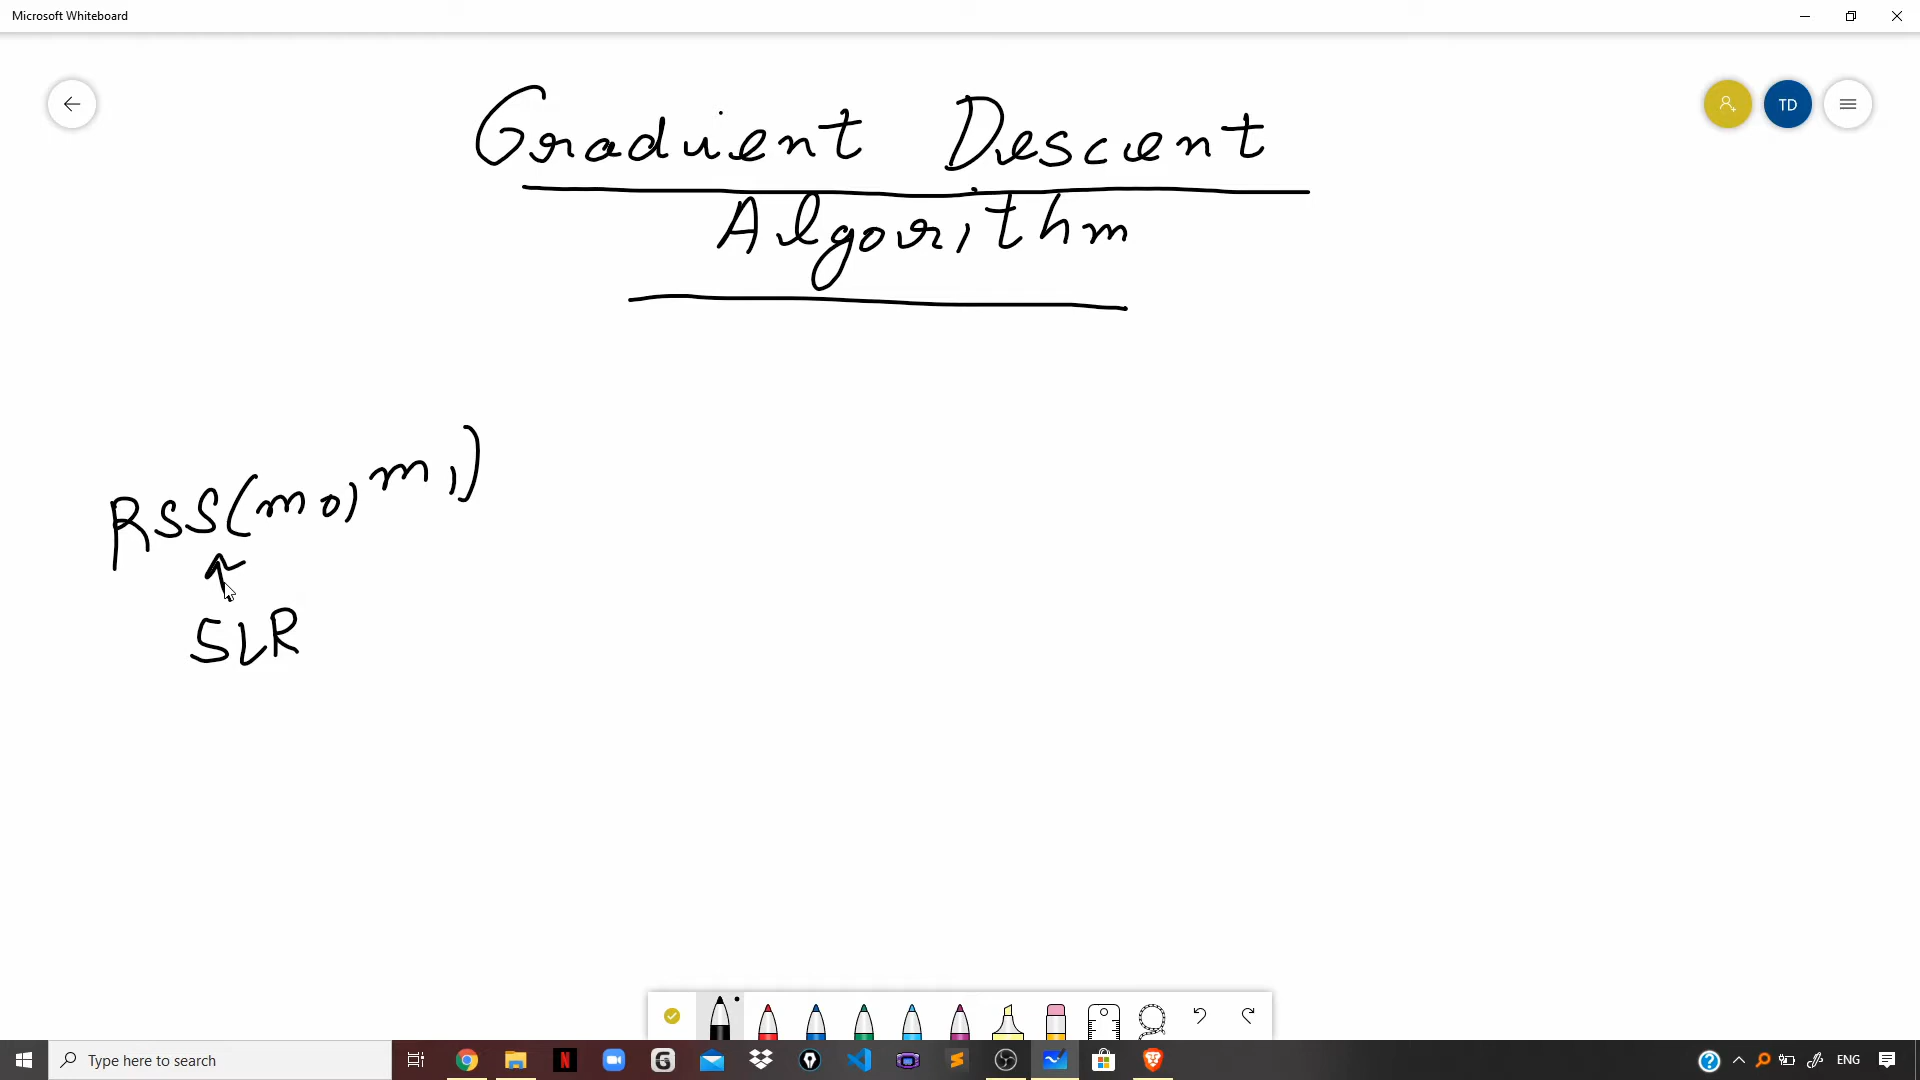 Microsoft Whiteboard
TD
Gradient Descent
Algorithm
RSS(m0, m1)
SLR
Type here to search
ENG